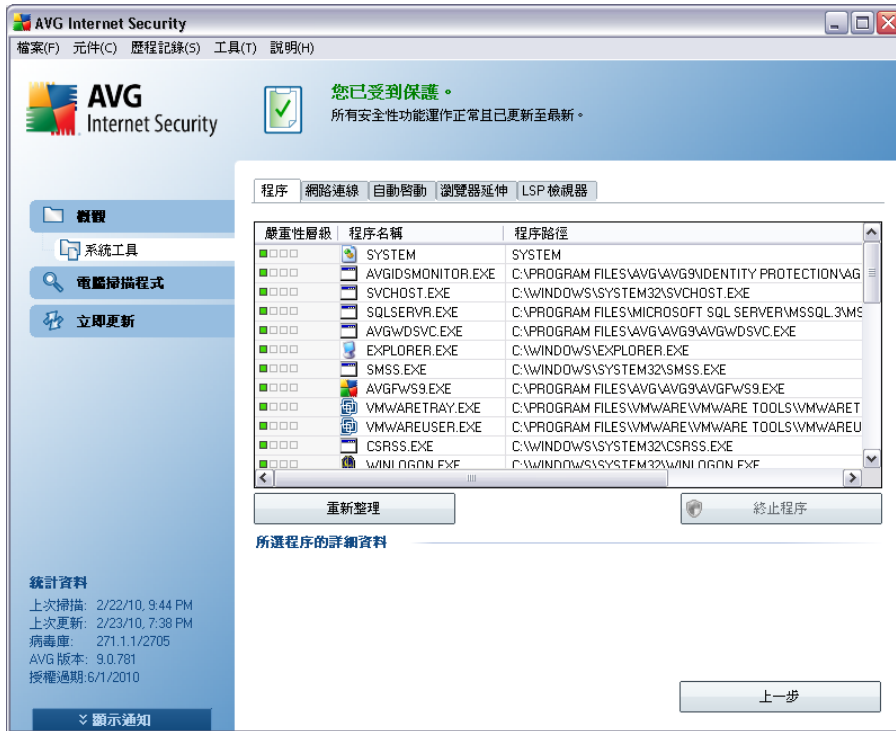 AVG Internet Security
檔案(F) 元件(C) 歷程記錄(S) 工具(T) 說明(H)
AVG
Internet Security
您已受到保護。
所有安全性功能運作正常且已更新至最新。
概觀
系統工具
電腦掃描程式
立即更新
程序 網路連線 自動啟動 瀏覽器延伸 LSP 檢視器
嚴重性層級 程序名稱 程序路徑
SYSTEM SYSTEM
AVGIDSMONITOR.EXE C:\PROGRAM FILES\AVG\AVG9\IDENTITY PROTECTION\AG
SVCHOST.EXE C:\WINDOWS\SYSTEM32\SVCHOST.EXE
SQLSERVR.EXE C:\PROGRAM FILES\MICROSOFT SQL SERVER\MSSQL.3\MS
AVGWDSVC.EXE C:\PROGRAM FILES\AVG\AVG9\AVGWDSVC.EXE
EXPLORER.EXE C:\WINDOWS\EXPLORER.EXE
SMSS.EXE C:\WINDOWS\SYSTEM32\SMSS.EXE
AVGFWS9.EXE C:\PROGRAM FILES\AVG\AVG9\AVGFWS9.EXE
VMWARETRAY.EXE C:\PROGRAM FILES\VMWARE\VMWARE TOOLS\VMWARET
VMWAREUSER.EXE C:\PROGRAM FILES\VMWARE\VMWARE TOOLS\VMWAREU
CSRSS.EXE C:\WINDOWS\SYSTEM32\CSRSS.EXE
WINLOGON.EXE C:\WINDOWS\SYSTEM32\WINLOGON.EXE
重新整理 終止程序
所選程序的詳細資料
統計資料
上次掃描: 2/22/10, 9:44 PM
上次更新: 2/23/10, 7:38 PM
病毒庫: 271.1.1/2705
AVG 版本: 9.0.781
授權過期:6/1/2010
上一步
顯示通知